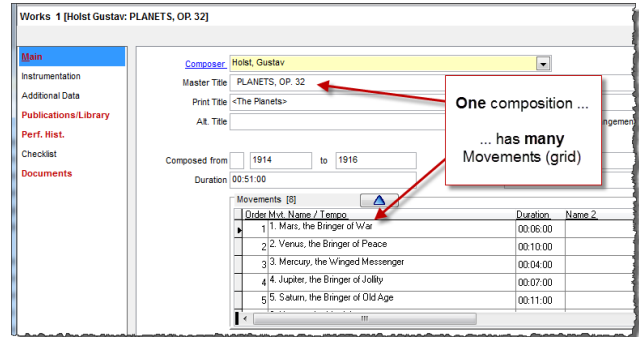 Works 1 [Holst Gustav: PLANETS, OP. 32]
Main
Instrumentation
Additional Data
Publications/Library
Perf. Hist.
Checklist
Documents
Composer Holst, Gustav
Master Title PLANETS, OP. 32
Print Title <The Planets>
Alt. Title
Composed from 1914 to 1916
Duration 00:51:00
One composition ...
... has many
Movements (grid)
Movements [8]
Order Mvt. Name / Tempo Duration Name 2
1 1. Mars, the Bringer of War 00:06:00
2 2. Venus, the Bringer of Peace 00:10:00
3 3. Mercury, the Winged Messenger 00:04:00
4 4. Jupiter, the Bringer of Jollity 00:07:00
5 5. Saturn, the Bringer of Old Age 00:11:00